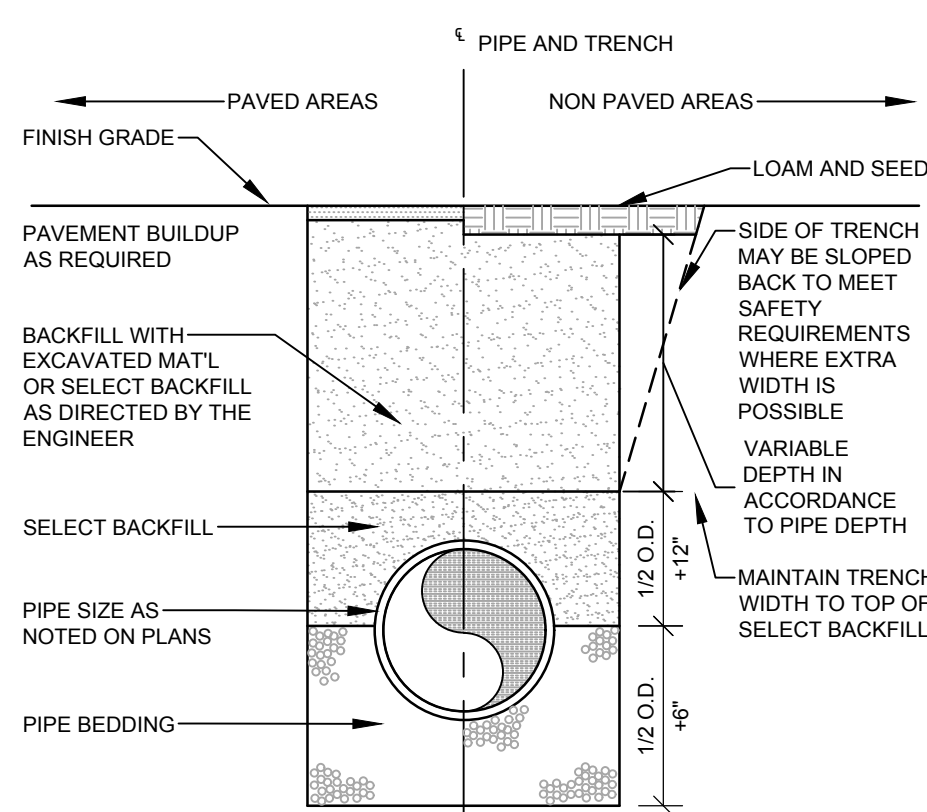 ℄ PIPE AND TRENCH
PAVED AREAS
NON PAVED AREAS
FINISH GRADE
LOAM AND SEED
PAVEMENT BUILDUP
AS REQUIRED
SIDE OF TRENCH
MAY BE SLOPED
BACK TO MEET
SAFETY
REQUIREMENTS
WHERE EXTRA
WIDTH IS
POSSIBLE
BACKFILL WITH
EXCAVATED MAT'L
OR SELECT BACKFILL
AS DIRECTED BY THE
ENGINEER
VARIABLE
DEPTH IN
ACCORDANCE
TO PIPE DEPTH
SELECT BACKFILL
1/2 O.D.
+12"
MAINTAIN TRENCH
WIDTH TO TOP OF
SELECT BACKFILL
PIPE SIZE AS
NOTED ON PLANS
PIPE BEDDING
1/2 O.D.
+6"